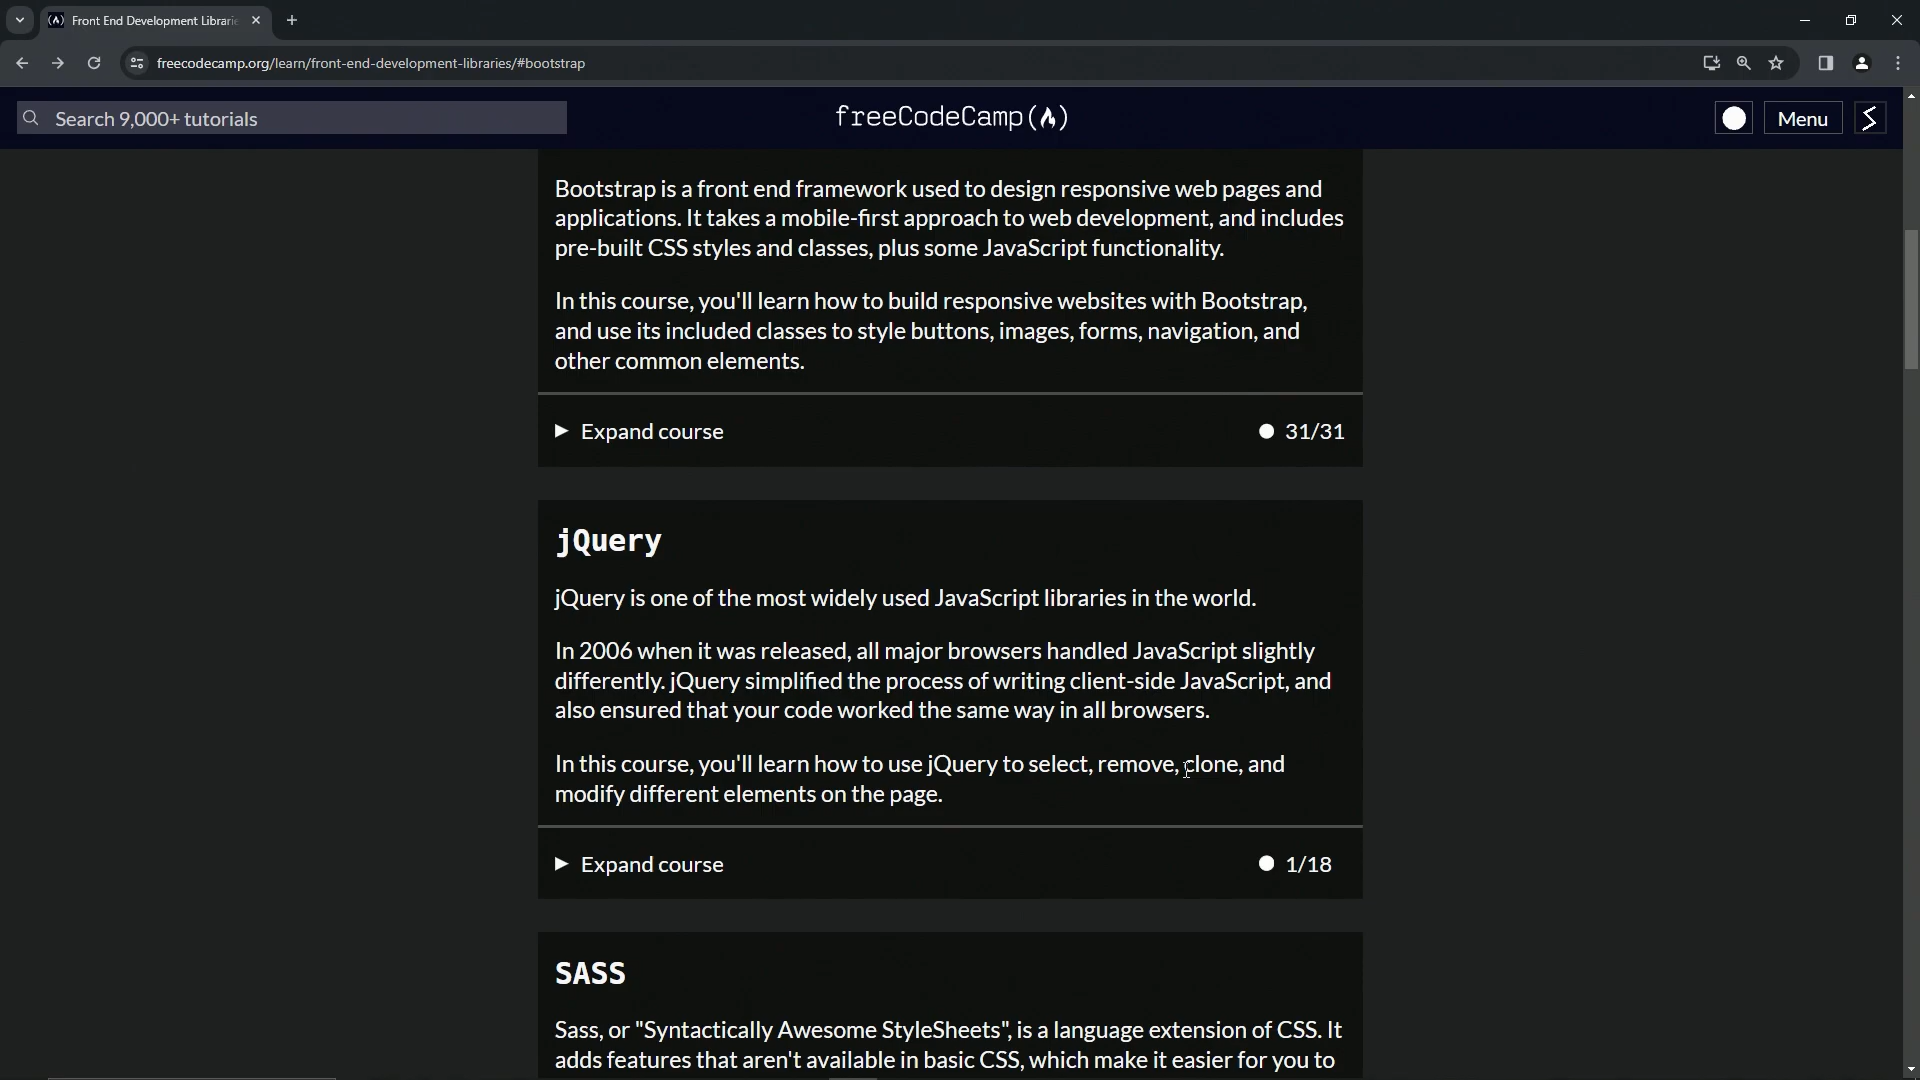 Front End Development Librari
freecodecamp.org/learn/front-end-development-libraries/#bootstrap
Search 9,000+ tutorials
freeCodeCamp
Menu
Bootstrap is a front end framework used to design responsive web pages and
applications. It takes a mobile-first approach to web development, and includes
pre-built CSS styles and classes, plus some JavaScript functionality.
In this course, you'll learn how to build responsive websites with Bootstrap,
and use its included classes to style buttons, images, forms, navigation, and
other common elements.
Expand course 31/31
jQuery
jQuery is one of the most widely used JavaScript libraries in the world.
In 2006 when it was released, all major browsers handled JavaScript slightly
differently. jQuery simplified the process of writing client-side JavaScript, and
also ensured that your code worked the same way in all browsers.
In this course, you'll learn how to use jQuery to select, remove, clone, and
modify different elements on the page.
Expand course 1/18
SASS
Sass, or "Syntactically Awesome StyleSheets", is a language extension of CSS. It
adds features that aren't available in basic CSS, which make it easier for you to